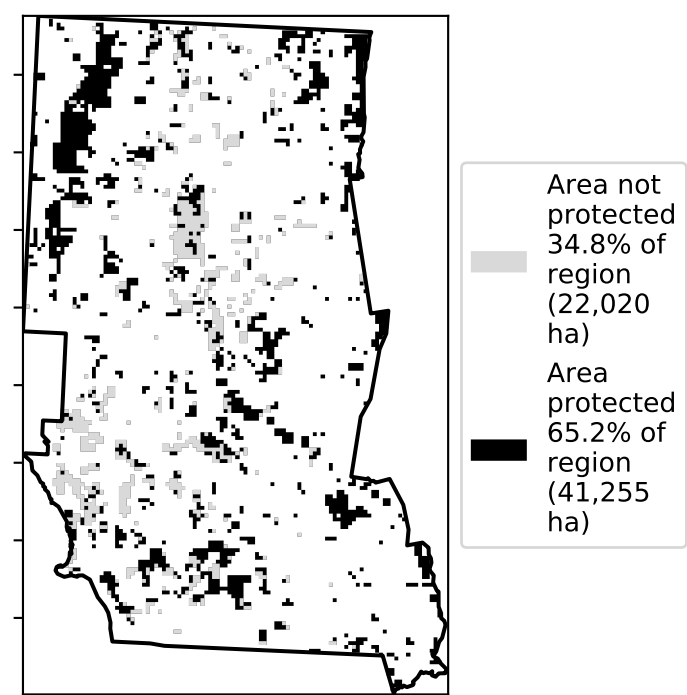 Area not
protected
34.8% of
region
(22,020
ha)
Area
protected
65.2% of
region
(41,255
ha)